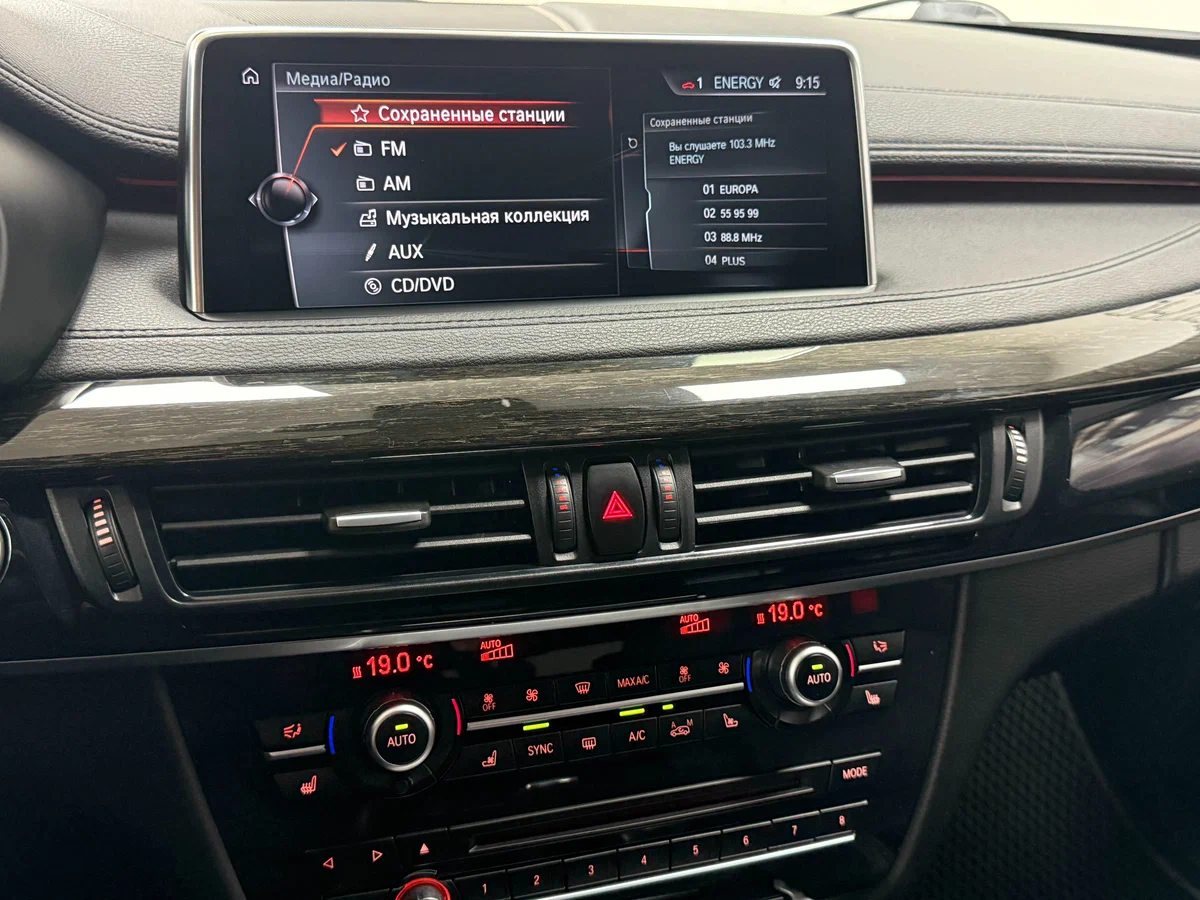 Медиа/Радио
1 ENERGY 9:15
Сохраненные станции
FM
AM
Музыкальная коллекция
AUX
CD/DVD
Сохраненные станции
Вы слушаете 103.3 MHz
ENERGY
01 EUROPA
02 55 95 99
03 88.8 MHz
04 PLUS
19.0 °C
AUTO
AUTO
19.0 °C
AUTO
OFF
MAX A/C
OFF
AUTO
SYNC
A/C
A M
MODE
1 2 3 4 5 6 7 8